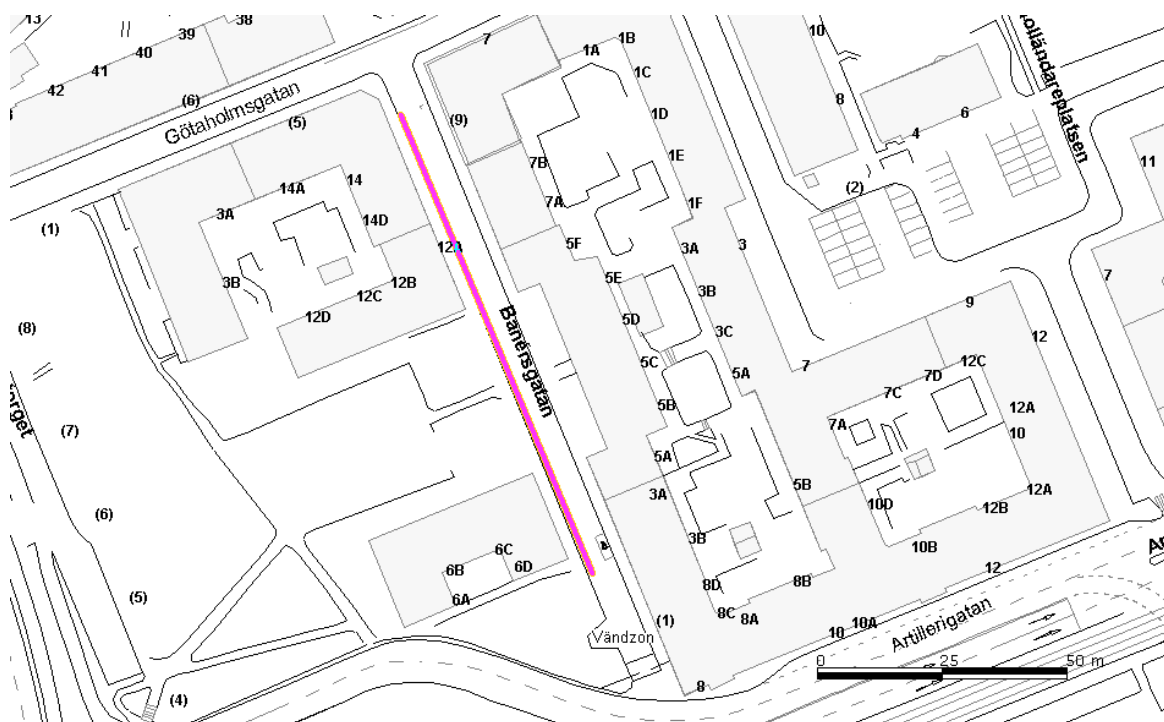 13
38
39
40
41
42
(6)
Götaholmsgatan
(5)
7
1A
1B
1C
1D
1E
1F
(9)
7B
7A
10
8
Holländareplatsen
6
4
(2)
11
14A
14
3A
14D
3B
12A
12B
12C
12D
(1)
(8)
torget
(7)
(6)
(5)
(4)
Banérsgatan
5F
5E
5D
5C
5B
5A
3A
3B
3C
5A
5B
3
7
7
9
12
12C
7D
7C
7A
12A
10
12A
12B
10D
10B
12
3A
3B
8D
8C
8A
8B
10
10A
Artillerigatan
6B
6C
6D
6A
Vändzon
(1)
8
0
25
50 m